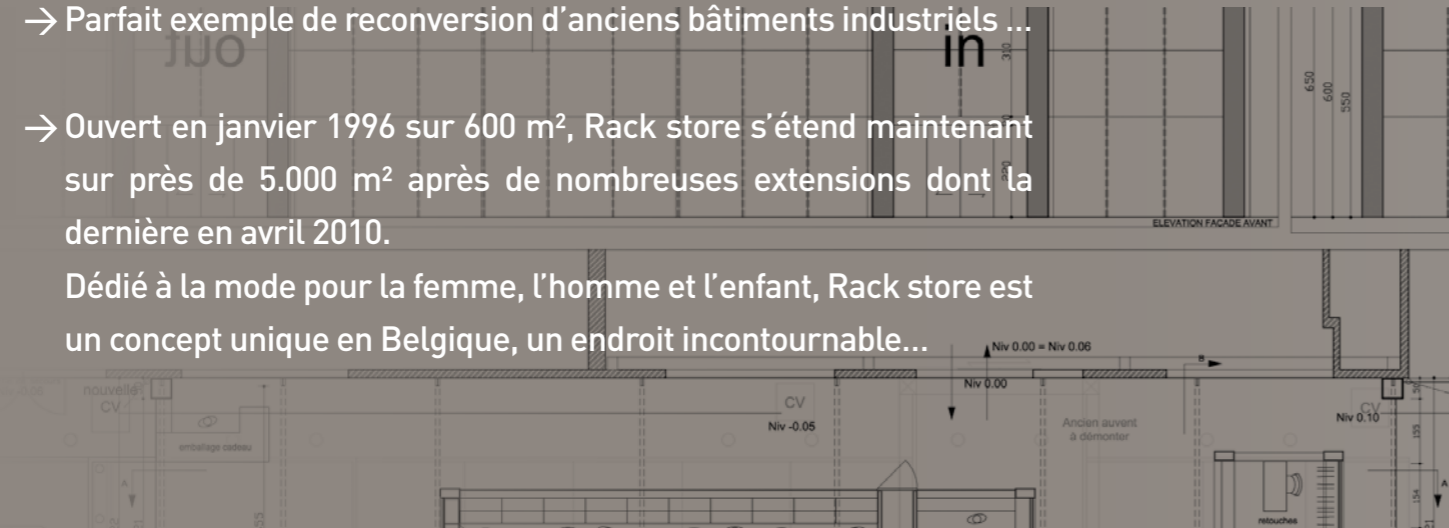 → Parfait exemple de reconversion d’anciens bâtiments industriels ...
out
in
310
220
650
600
550
→ Ouvert en janvier 1996 sur 600 m², Rack store s’étend maintenant
sur près de 5.000 m² après de nombreuses extensions dont la
dernière en avril 2010.
ELEVATION FACADE AVANT
Dédié à la mode pour la femme, l’homme et l’enfant, Rack store est
un concept unique en Belgique, un endroit incontournable...
Niv 0.00 = Niv 0.06
B
Niv 0.00
nouvelle
CV
CV
CV
Niv -0.05
Niv 0.10
Ancien auvent
à démonter
emballage cadeau
50
155
154
A
A
retouches